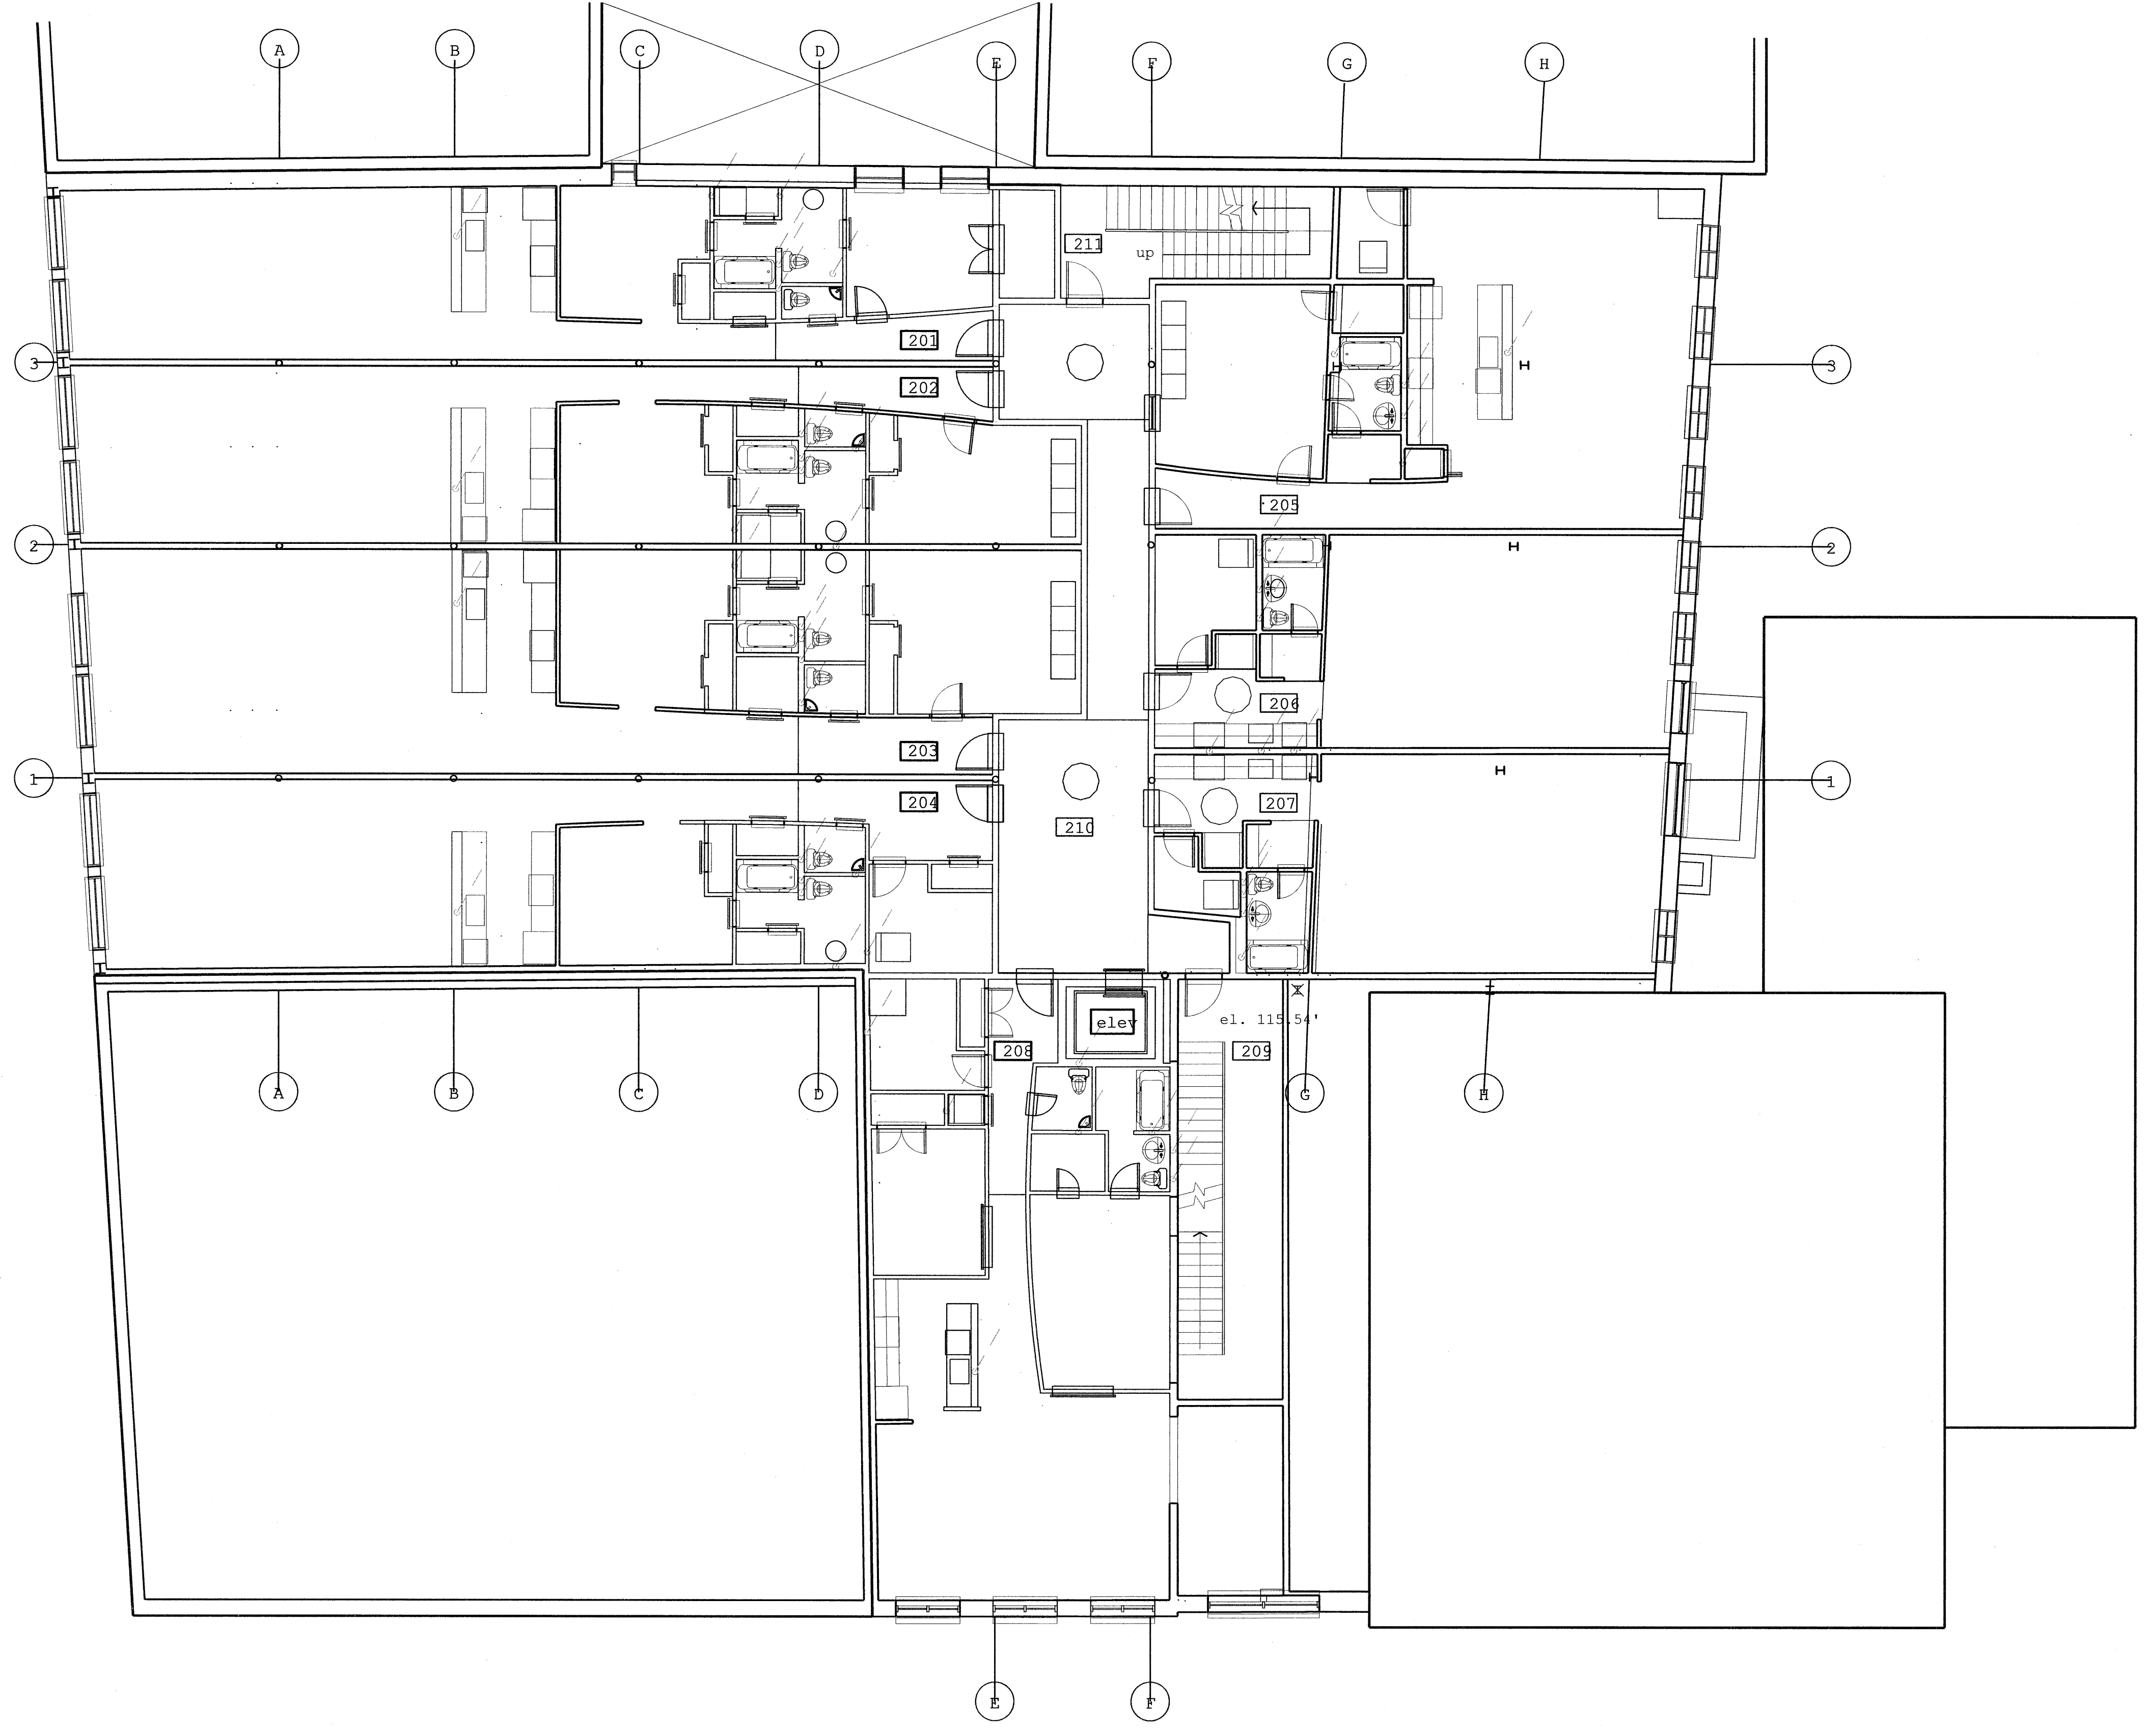 A B C D E F G H
211
up
201
3 3
202
205
2 2
206
203
1 1
204 207
210
elev
el. 115.54'
208 209
A B C D G H
E F